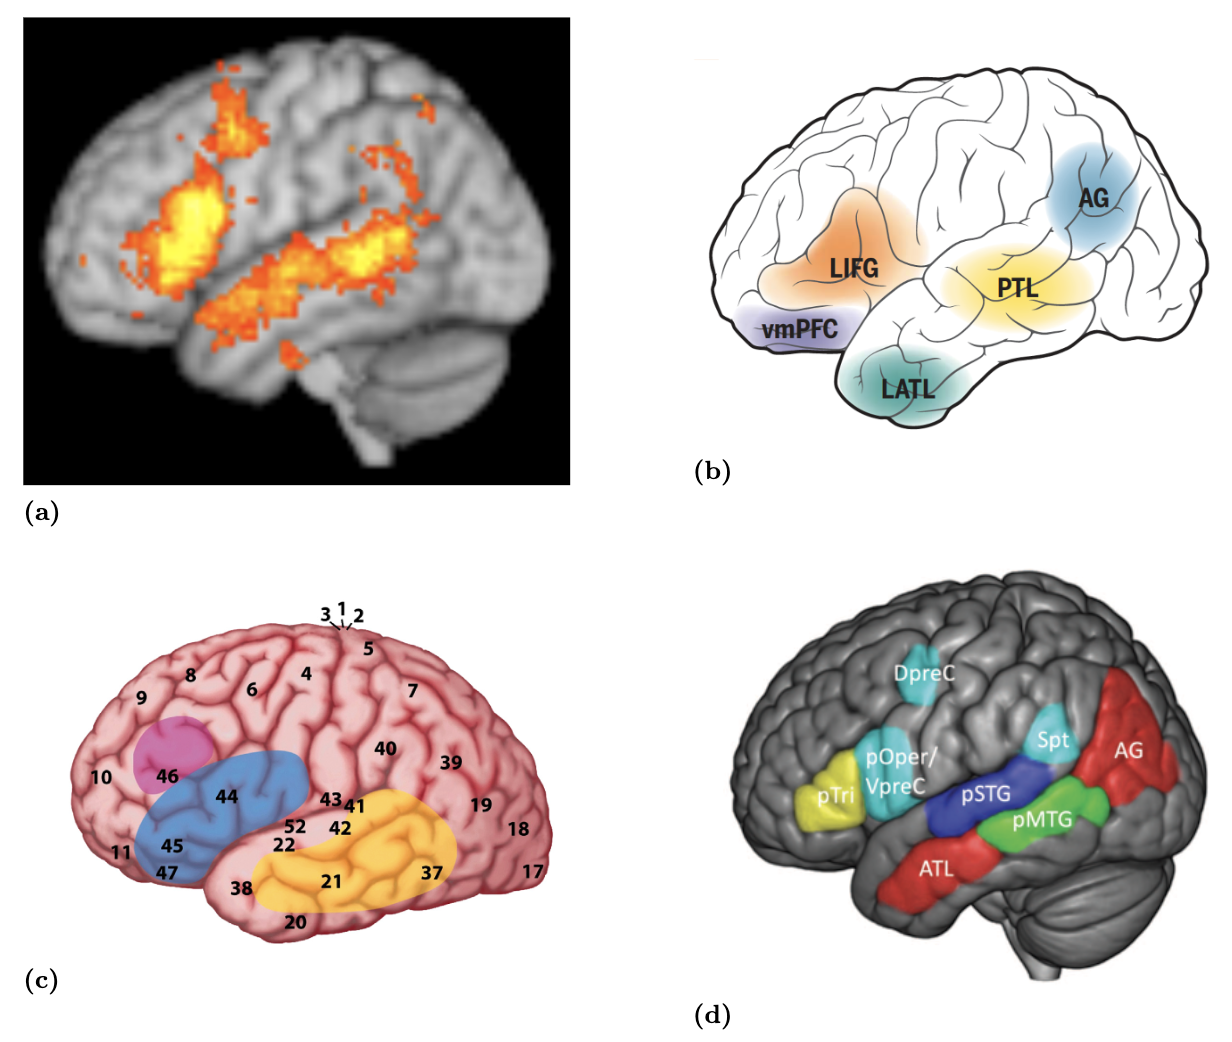 AG
LIFG
PTL
vmPFC
LATL
(a)
(b)
3 1 2
5
8 4
9 6 7
46 40
10 39
44
43 41 19
52 42 18
11 45 22
47 38 21 37 17
20
(c)
DpreC
Spt
pOper/
VpreC
AG
pTri
pSTG
pMTG
ATL
(d)